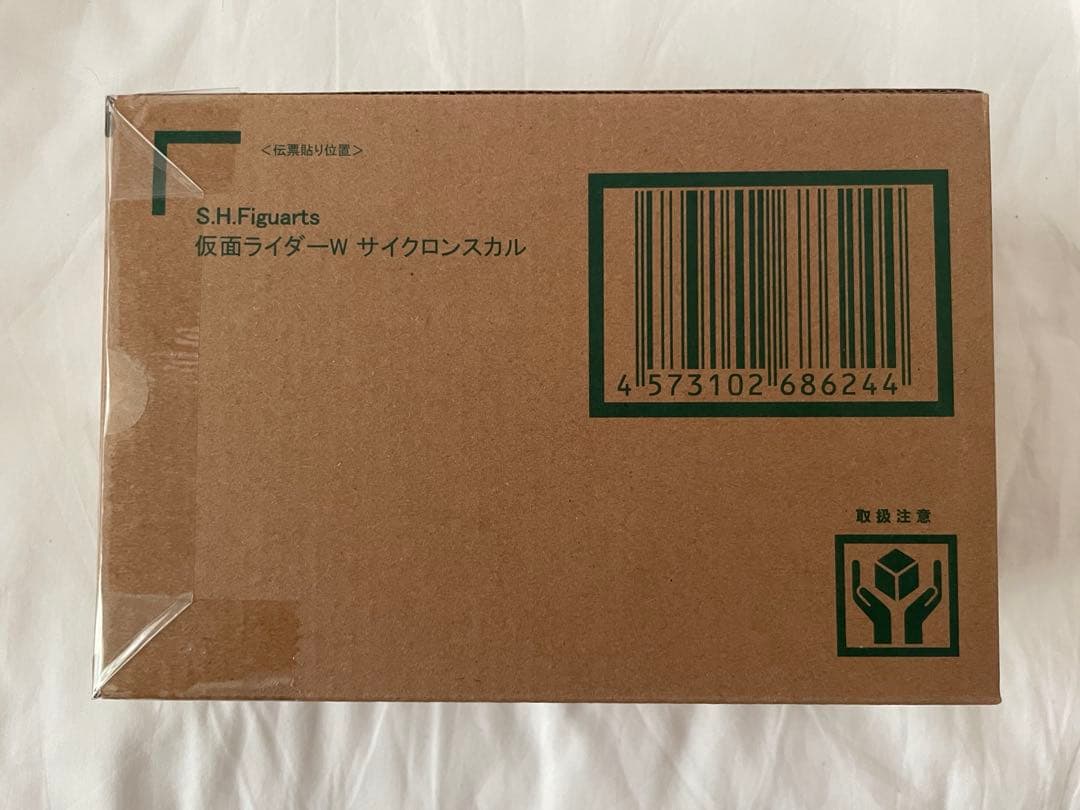 <伝票貼り位置>
S.H.Figuarts
仮面ライダーW サイクロンスカル
4 573102 686244
取扱注意